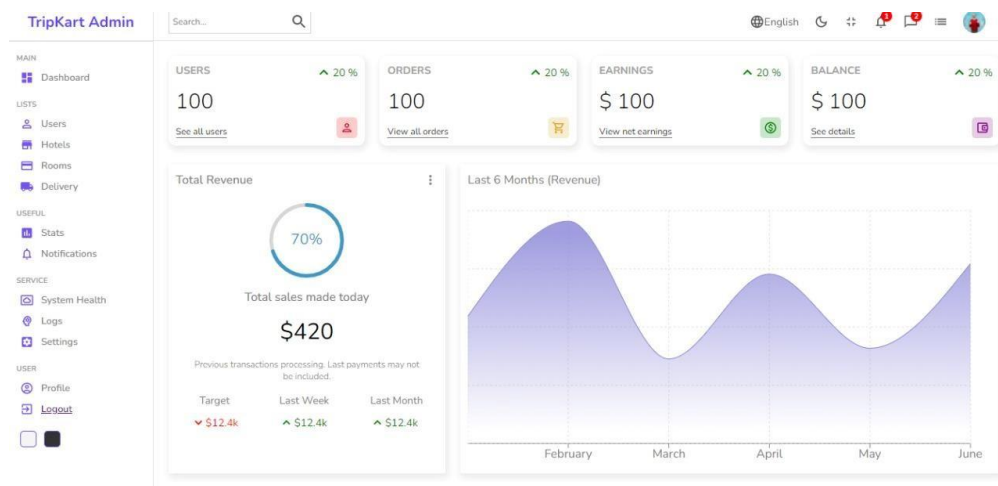 TripKart Admin
Search...
English
1
2
MAIN
Dashboard
LISTS
Users
Hotels
Rooms
Delivery
USEFUL
Stats
Notifications
SERVICE
System Health
Logs
Settings
USER
Profile
Logout
USERS
20 %
100
See all users
ORDERS
20 %
100
View all orders
EARNINGS
20 %
$ 100
View net earnings
BALANCE
20 %
$ 100
See details
Total Revenue
70%
Total sales made today
$420
Previous transactions processing. Last payments may not
be included.
Target
$12.4k
Last Week
$12.4k
Last Month
$12.4k
Last 6 Months (Revenue)
February
March
April
May
June